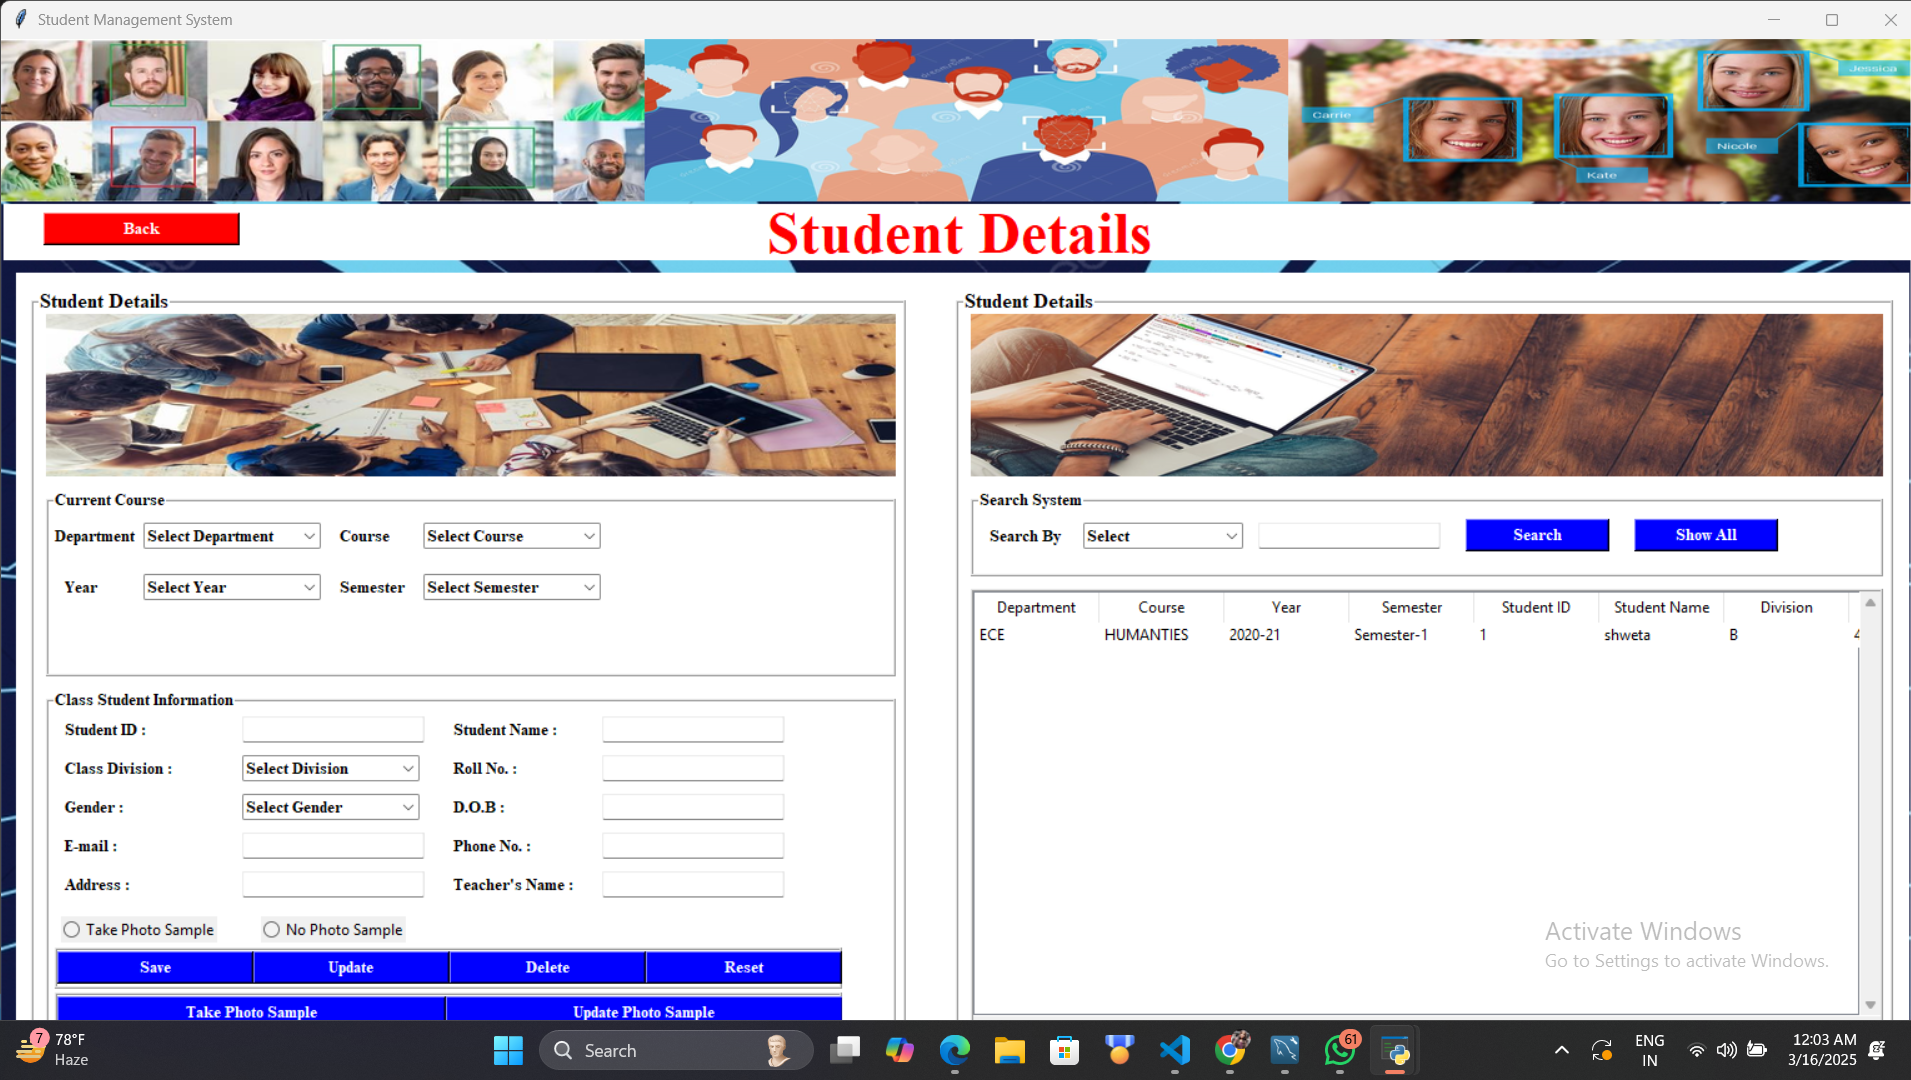 Student Management System
Jessica
Carrie
Nicole
Kate
Back
Student Details
Student Details
Current Course
Department Select Department Course Select Course
Year Select Year Semester Select Semester
Class Student Information
Student ID : Student Name :
Class Division : Select Division Roll No. :
Gender : Select Gender D.O.B :
E-mail : Phone No. :
Address : Teacher's Name :
Take Photo Sample No Photo Sample
Save Update Delete Reset
Take Photo Sample Update Photo Sample
Student Details
Search System
Search By Select Search Show All
Department Course Year Semester Student ID Student Name Division
ECE HUMANTIES 2020-21 Semester-1 1 shweta B 4
Activate Windows
Go to Settings to activate Windows.
7
78°F
Haze
Search
61
ENG
IN
12:03 AM
3/16/2025